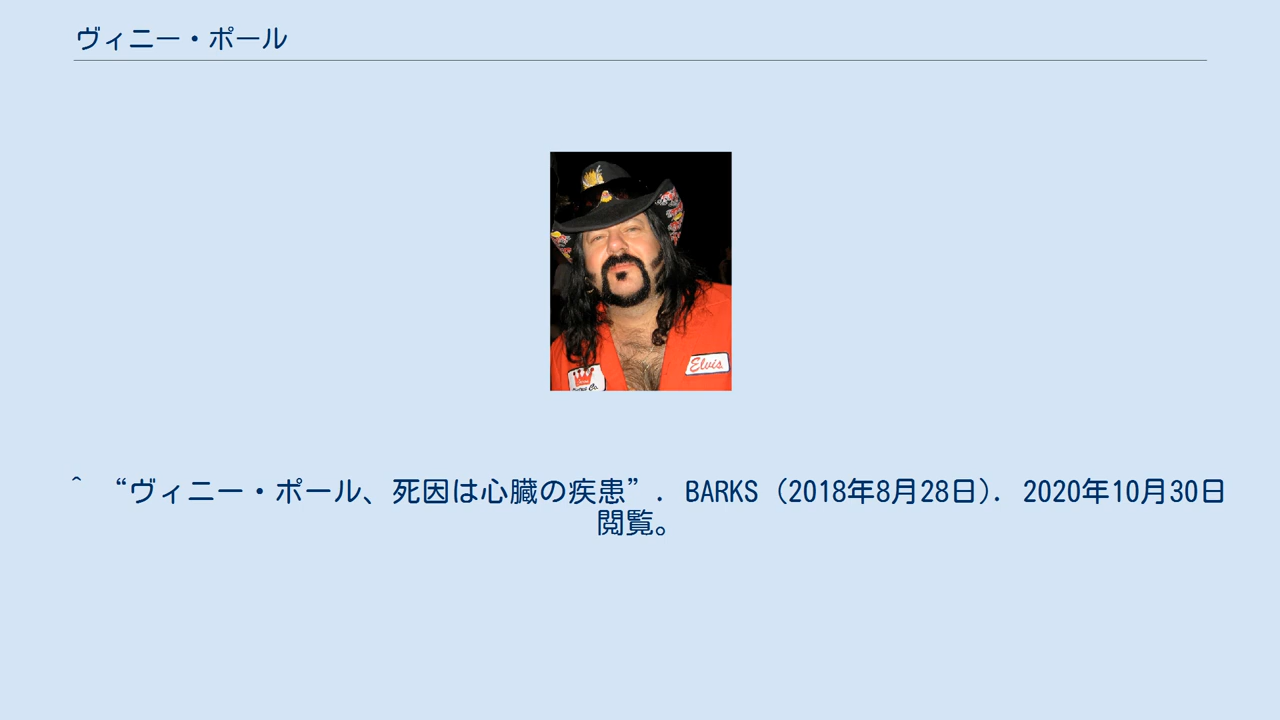 ヴィニー・ポール
Elvis
^ “ヴィニー・ポール、死因は心臓の疾患”. BARKS (2018年8月28日). 2020年10月30日
閲覧。